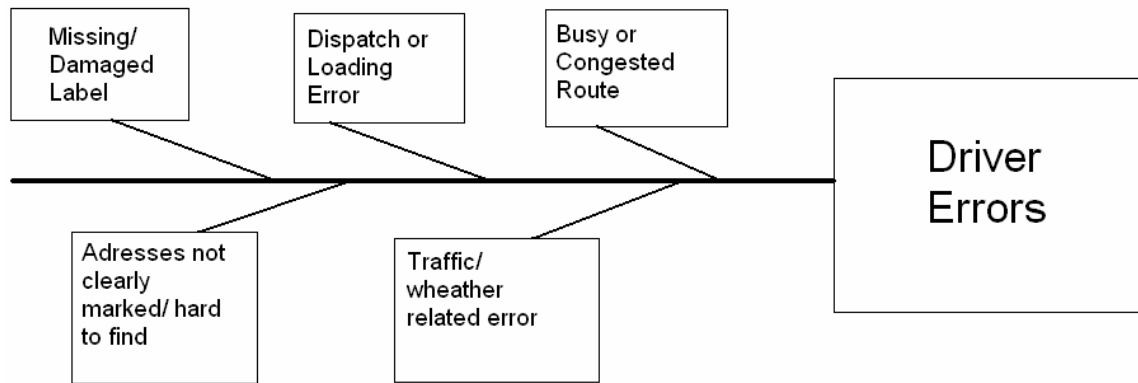 Missing/
Damaged
Label
Dispatch or
Loading
Error
Busy or
Congested
Route
Driver
Errors
Adresses not
clearly
marked/ hard
to find
Traffic/
wheather
related error